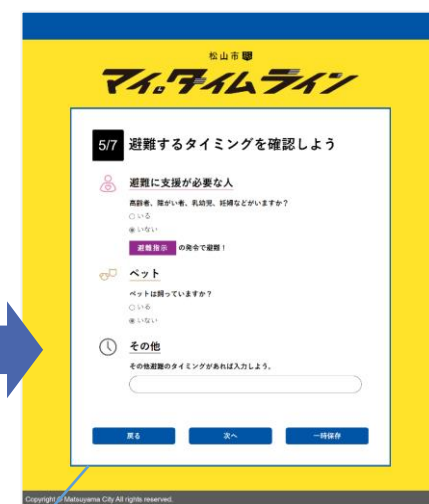 松山市版
マイ・タイムライン
5/7 避難するタイミングを確認しよう
避難に支援が必要な人
高齢者、障がい者、乳幼児、妊婦などがいますか？
いる
いない
避難指示 の発令で避難！
ペット
ペットは飼っていますか？
いる
いない
その他
その他避難のタイミングがあれば入力しよう。
戻る 次へ 一時保存
Copyright © Matsuyama City All rights reserved.